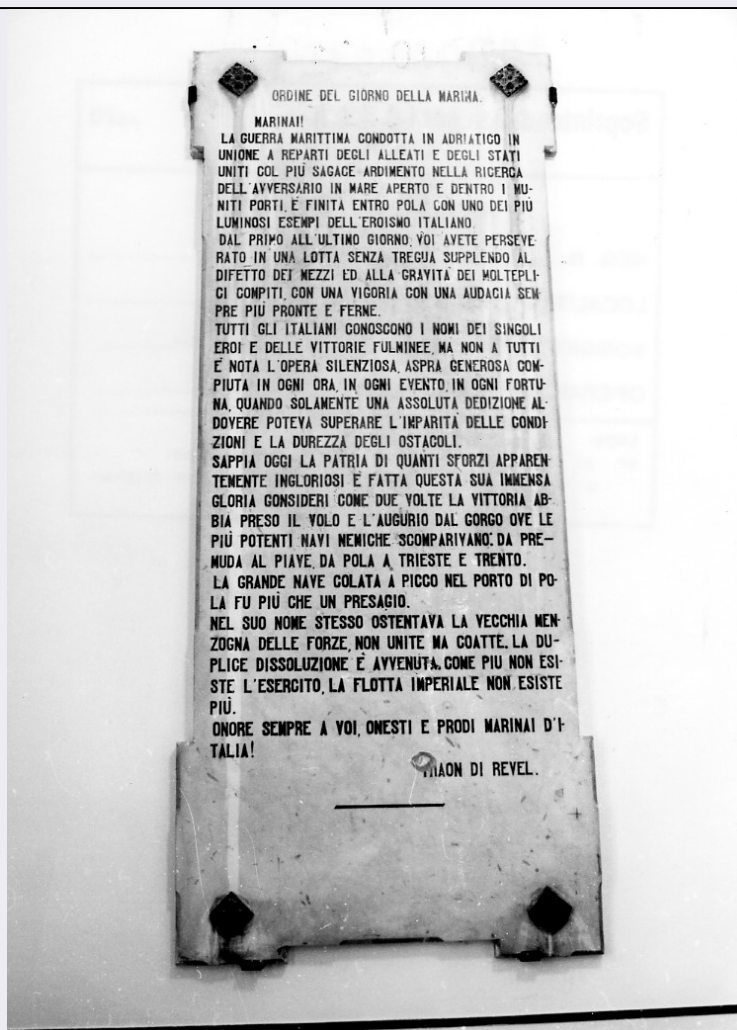 ORDINE DEL GIORNO DELLA MARINA.
MARINAI!
LA GUERRA MARITTIMA CONDOTTA IN ADRIATICO IN
UNIONE A REPARTI DEGLI ALLEATI E DEGLI STATI
UNITI COL PIÙ SAGACE ARDIMENTO NELLA RICERCA
DELL'AVVERSARIO IN MARE APERTO E DENTRO I MU-
NITI PORTI, È FINITA ENTRO POLA CON UNO DEI PIÙ
LUMINOSI ESEMPI DELL'EROISMO ITALIANO.
DAL PRIMO ALL'ULTIMO GIORNO, VOI AVETE PERSEVE-
RATO IN UNA LOTTA SENZA TREGUA SUPPLENDO AL
DIFETTO DEI MEZZI ED ALLA GRAVITÀ DEI MOLTEPLI-
CI COMPITI, CON UNA VIGORIA CON UNA AUDACIA SEM-
PRE PIÙ PRONTE E FERME.
TUTTI GLI ITALIANI CONOSCONO I NOMI DEI SINGOLI
EROI E DELLE VITTORIE FULMINEE, MA NON A TUTTI
È NOTA L'OPERA SILENZIOSA, ASPRA GENEROSA COM-
PIUTA IN OGNI ORA, IN OGNI EVENTO, IN OGNI FORTU-
NA, QUANDO SOLAMENTE UNA ASSOLUTA DEDIZIONE AL-
DOVERE POTEVA SUPERARE L'IMPARITÀ DELLE CONDI-
ZIONI E LA DUREZZA DEGLI OSTACOLI.
SAPPIA OGGI LA PATRIA DI QUANTI SFORZI APPAREN-
TEMENTE INGLORIOSI È FATTA QUESTA SUA IMMENSA
GLORIA CONSIDERI COME DUE VOLTE LA VITTORIA AB-
BIA PRESO IL VOLO E L'AUGURIO DAL GORGO OVE LE
PIÙ POTENTI NAVI NEMICHE SCOMPARIVANO: DA PRE-
MUDA AL PIAVE, DA POLA A TRIESTE E TRENTO.
LA GRANDE NAVE COLATA A PICCO NEL PORTO DI PO-
LA FU PIÙ CHE UN PRESAGIO.
NEL SUO NOME STESSO OSTENTAVA LA VECCHIA MEN-
ZOGNA DELLE FORZE, NON UNITE MA COATTE. LA DU-
PLICE DISSOLUZIONE È AVVENUTA. COME PIÙ NON ESI-
STE L'ESERCITO, LA FLOTTA IMPERIALE NON ESISTE
PIÙ.
ONORE SEMPRE A VOI, ONESTI E PRODI MARINAI D'I-
TALIA!
THAON DI REVEL.